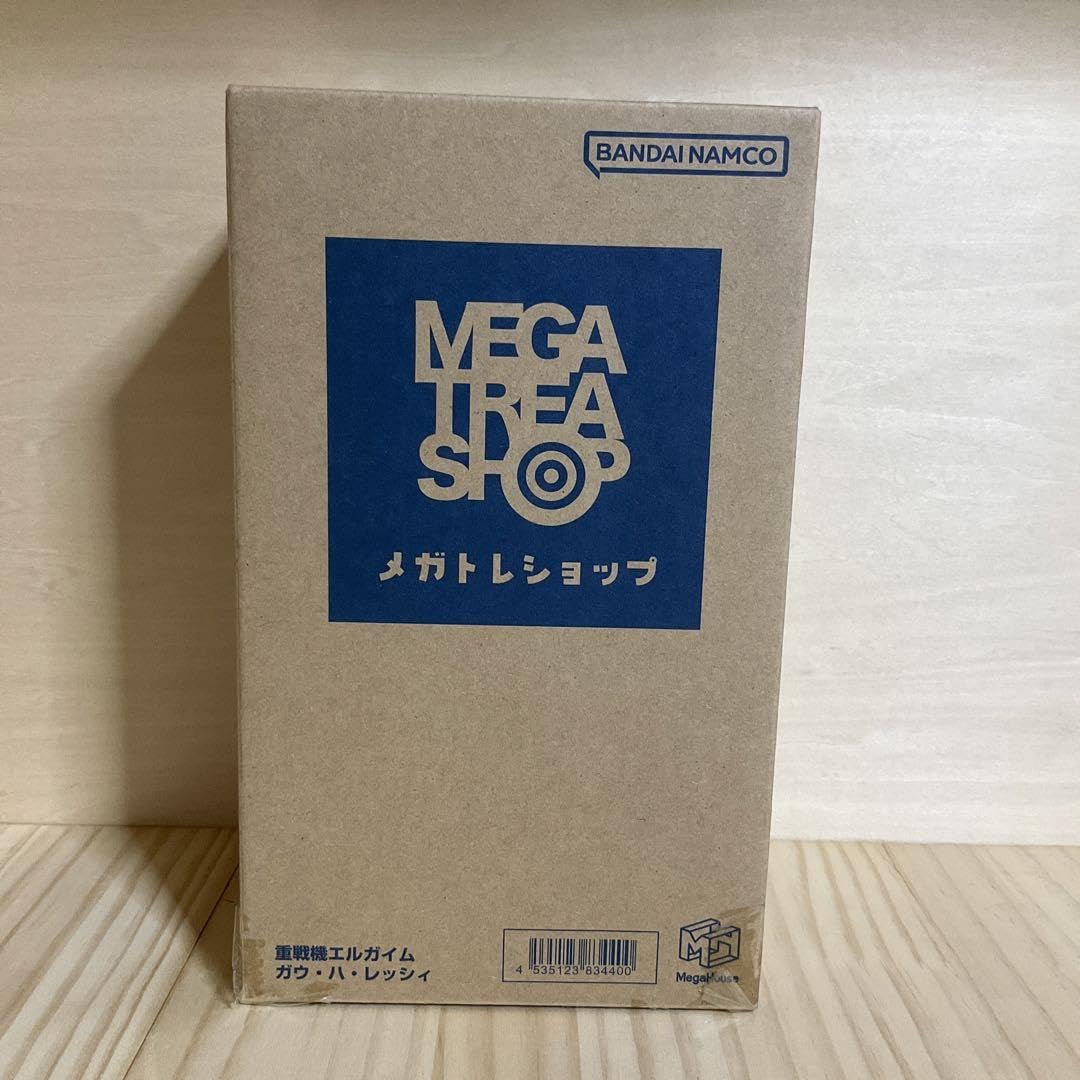 BANDAI NAMCO
MEGA
TREA
SHOP
メガトレショップ
重戦機エルガイム
ガウ・ハ・レッシィ
4 535123 834400
MH
MegaHouse